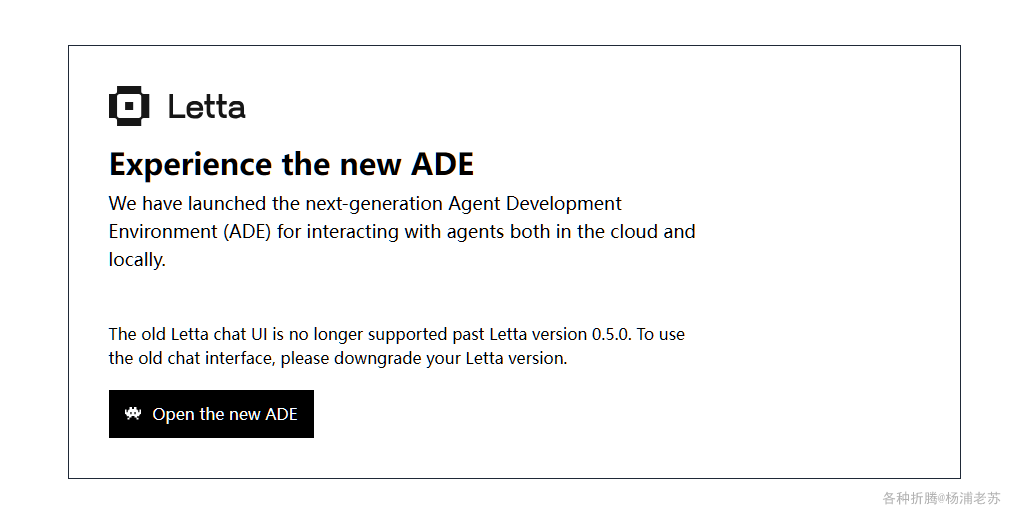 Letta
Experience the new ADE
We have launched the next-generation Agent Development
Environment (ADE) for interacting with agents both in the cloud and
locally.
The old Letta chat UI is no longer supported past Letta version 0.5.0. To use
the old chat interface, please downgrade your Letta version.
Open the new ADE
各种折腾@杨浦老苏